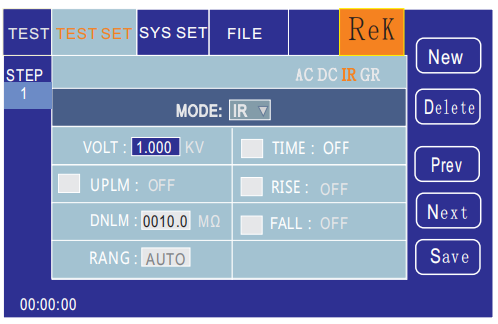 TEST TEST SET SYS SET FILE ReK
STEP AC DC IR GR
1
MODE: IR
VOLT : 1.000 KV TIME : OFF
UPLM : OFF RISE : OFF
DNLM : 0010.0 MΩ FALL : OFF
RANG : AUTO
New
Delete
Prev
Next
Save
00:00:00